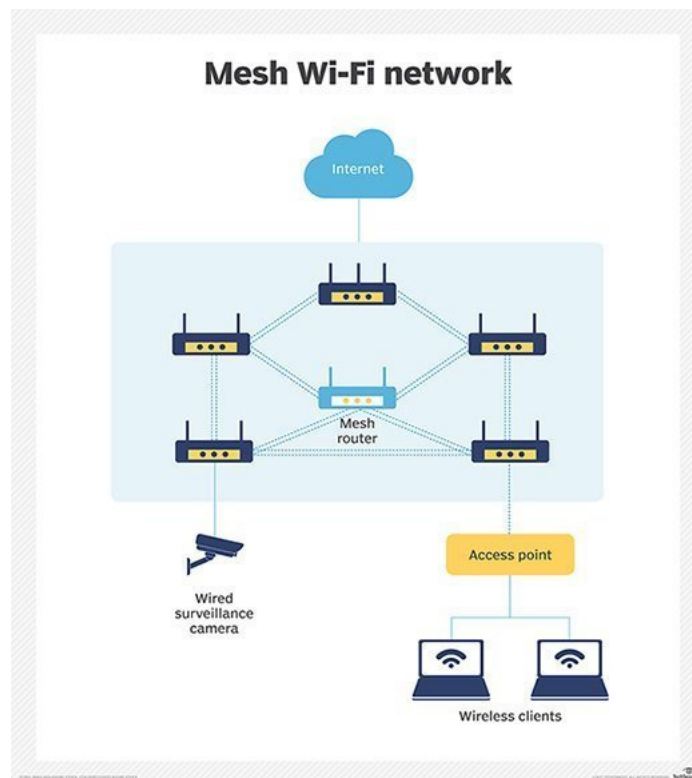 Mesh Wi-Fi network
Internet
Mesh
router
Access point
Wired
surveillance
camera
Wireless clients